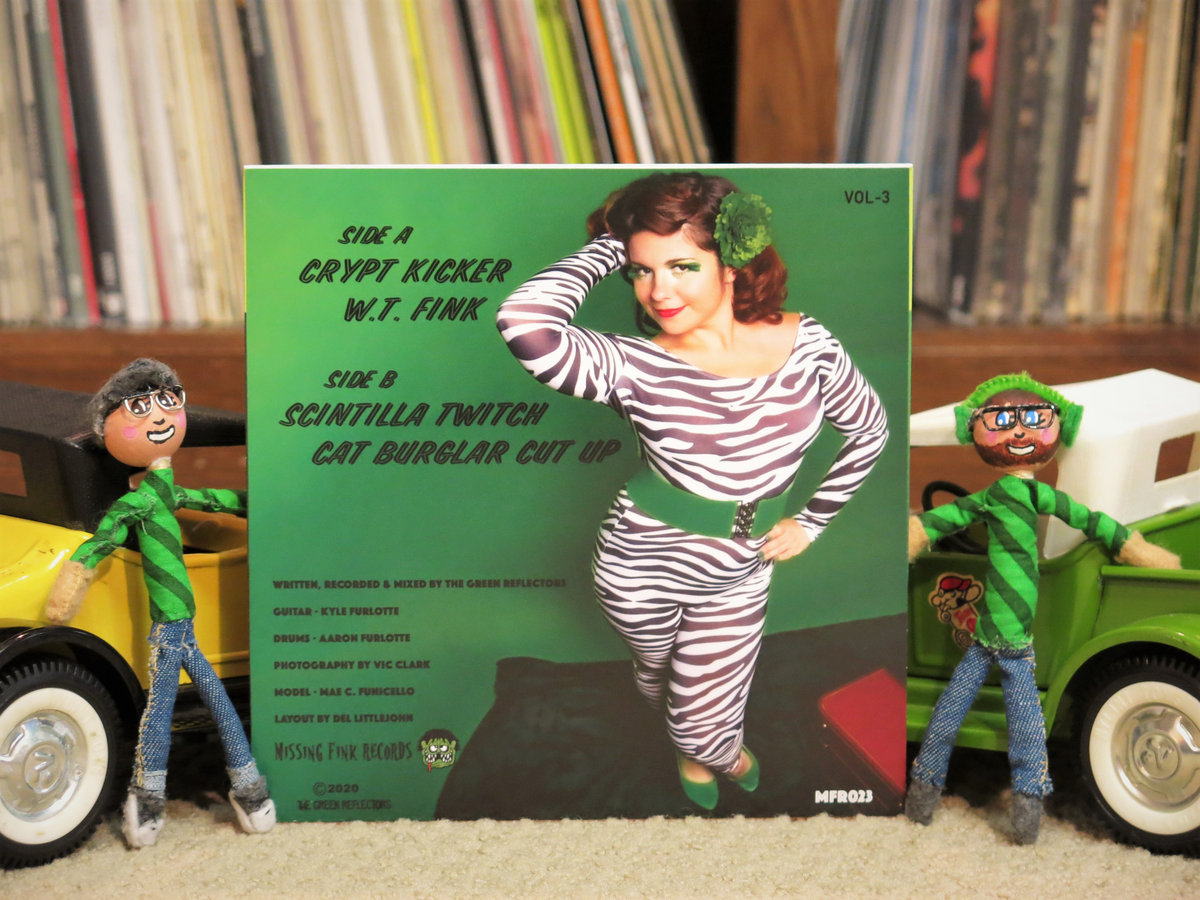 VOL-3
SIDE A
CRYPT KICKER
W.T. FINK
SIDE B
SCINTILLA TWITCH
CAT BURGLAR CUT UP
WRITTEN, RECORDED & MIXED BY THE GREEN REFLECTORS
GUITAR - KYLE FURLOTTE
DRUMS - AARON FURLOTTE
PHOTOGRAPHY BY VIC CLARK
MODEL - MAE C. FUNICELLO
LAYOUT BY DEL LITTLEJOHN
MISSING FINK RECORDS
©2020
THE GREEN REFLECTORS
MFR023